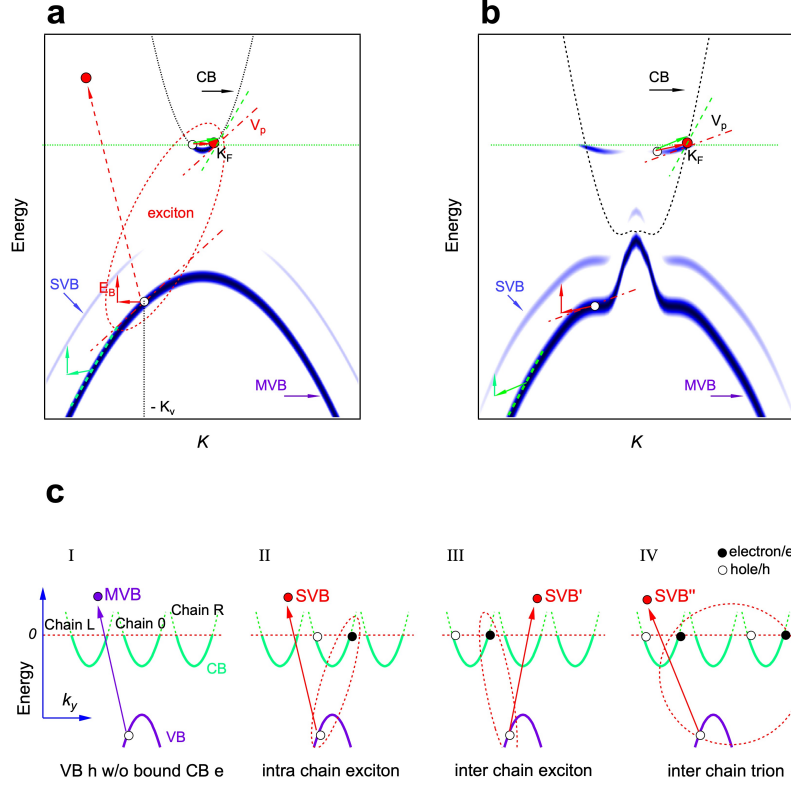 a
CB
V_p
K_F
exciton
Energy
SVB
E_B
MVB
- K_v
K
b
CB
V_p
K_F
Energy
SVB
MVB
K
c
I
II
III
IV
electron/e
hole/h
MVB
SVB
SVB'
SVB"
Chain L
Chain 0
Chain R
0
CB
Energy
k_y
VB
VB h w/o bound CB e
intra chain exciton
inter chain exciton
inter chain trion